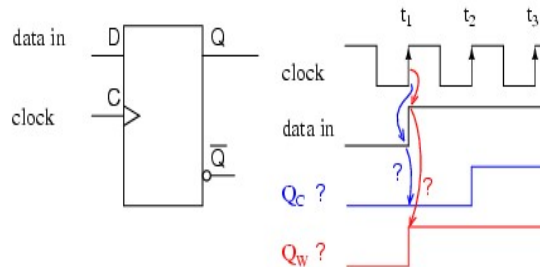 data in
D
Q
C
clock
Q
t1
t2
t3
clock
data in
?
?
QC ?
QW ?